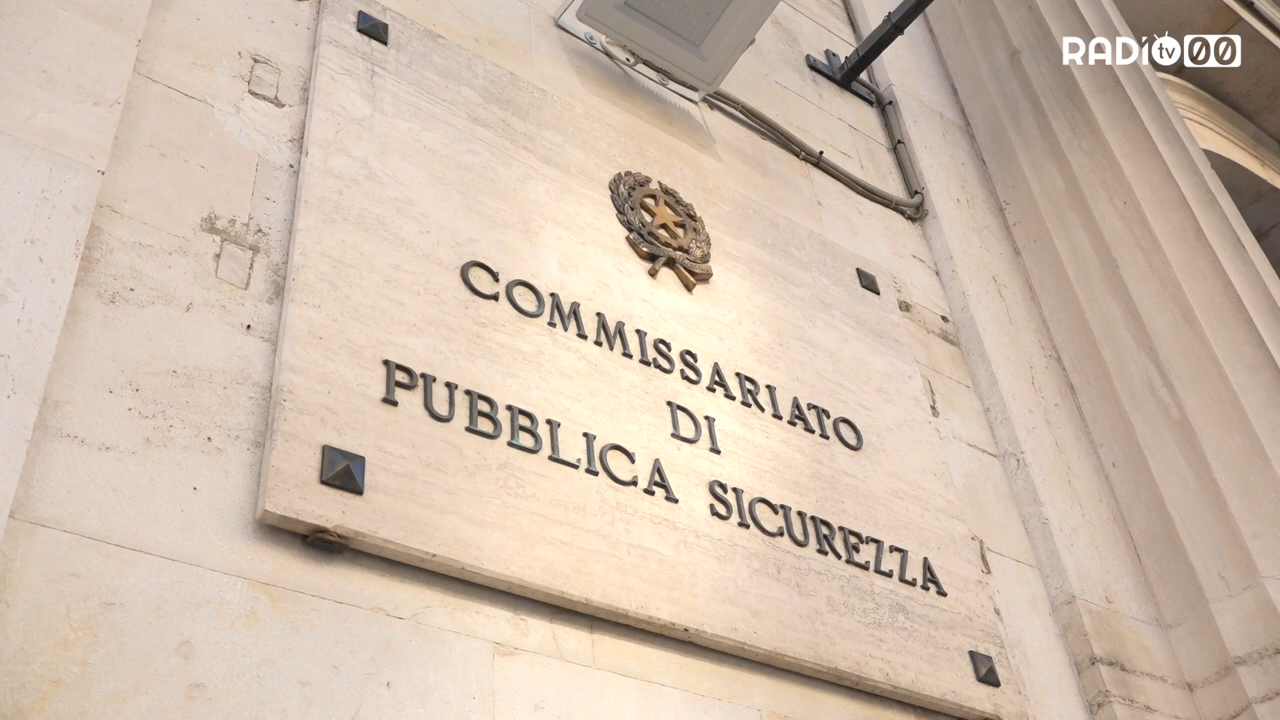 RADIO tv 00
COMMISSARIATO
DI
PUBBLICA SICUREZZA